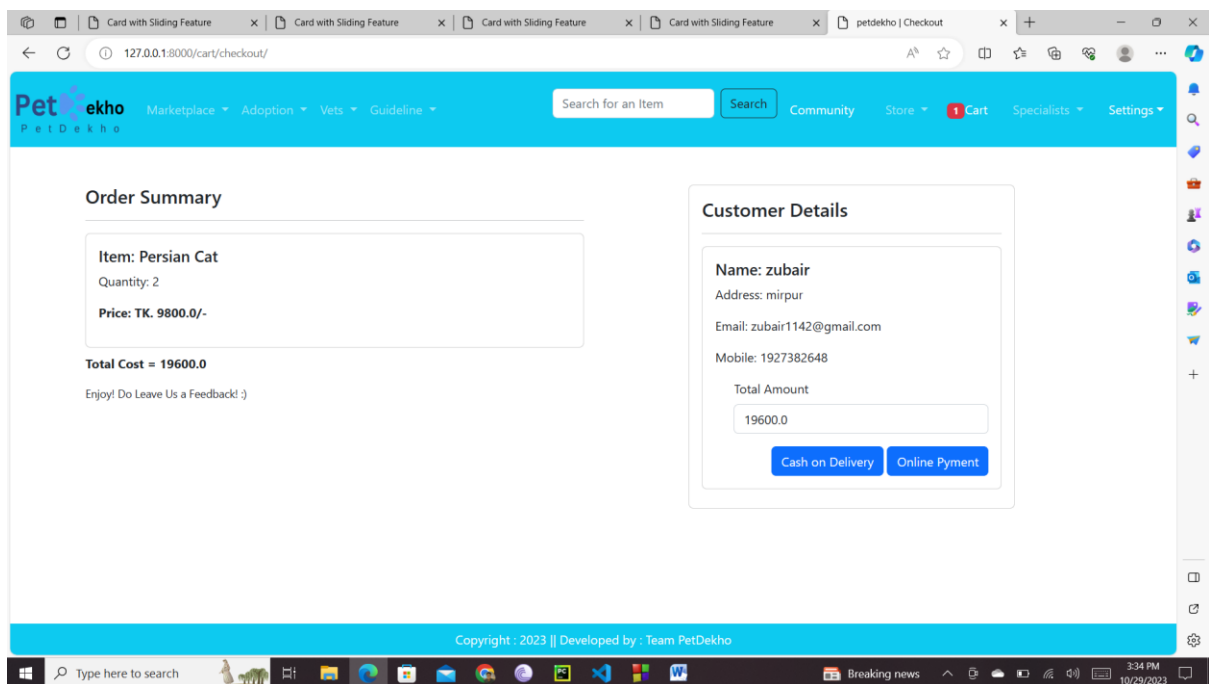 Card with Sliding Feature
Card with Sliding Feature
Card with Sliding Feature
Card with Sliding Feature
petdekho | Checkout
127.0.0.1:8000/cart/checkout/
Pet ekho
PetDekho
Marketplace Adoption Vets Guideline
Search for an Item
Search
Community
Store
1 Cart
Specialists
Settings
Order Summary
Item: Persian Cat
Quantity: 2
Price: TK. 9800.0/-
Total Cost = 19600.0
Enjoy! Do Leave Us a Feedback! :)
Customer Details
Name: zubair
Address: mirpur
Email: zubair1142@gmail.com
Mobile: 1927382648
Total Amount
19600.0
Cash on Delivery
Online Pyment
Copyright : 2023 || Developed by : Team PetDekho
Type here to search
Breaking news
3:34 PM
10/29/2023